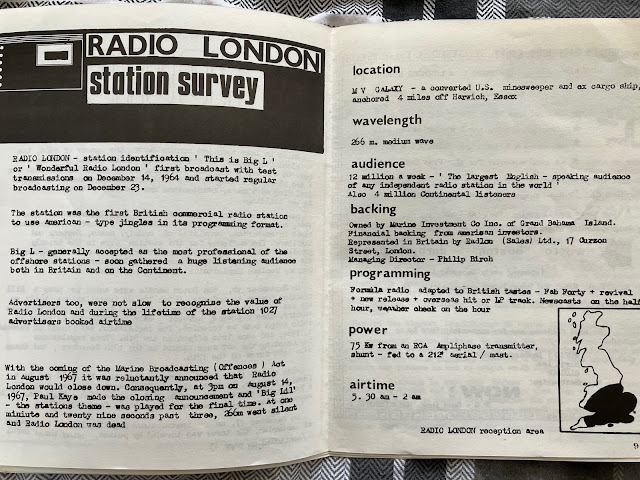 RADIO LONDON
station survey
RADIO LONDON - station identification ' This is Big L '
or ' Wonderful Radio London ' first broadcast with test
transmissions on December 14, 1964 and started regular
broadcasting on December 23.
The station was the first British commercial radio station
to use American - type jingles in its programming format.
Big L - generally accepted as the most professional of the
offshore stations - soon gathered a huge listening audience
both in Britain and on the Continent.
Advertisers too, were not slow to recognise the value of
Radio London and during the lifetime of the station 1027
advertisers booked airtime
With the coming of the Marine Broadcasting (Offences ) Act
in August 1967 it was reluctantly announced that Radio
London would close down. Consequently, at 3pm on August 14,
1967, Paul Kaye made the closing announcement and 'Big Lil'
- the stations theme - was played for the final time. at one
miniute and twenty nine seconds past three, 266m went silent
and Radio London was dead
location
M V GALAXY - a converted U.S. minesweeper and ex cargo ship,
anchored 4 miles off Harwich, Essex
wavelength
266 m. medium wave
audience
12 million a week - ' The largest English - speaking audience
of any independent radio station in the world '
Also 4 million Continental listeners
backing
Owned by Marine Investment Co Inc. of Grand Bahama Island.
Financial backing from American investors.
Represented in Britain by Radlon (Sales) Ltd., 17 Curzon
Street, London.
Managing Director - Philip Birch
programming
Formula radio adapted to British tastes - Fab Forty + revival
+ new release + overseas hit or LP track. Newscasts on the half
hour, weather check on the hour
power
75 Kw from an RCA Ampliphase transmitter,
shunt - fed to a 212' aerial / mast.
airtime
5. 30 am - 2 am
RADIO LONDON reception area
9